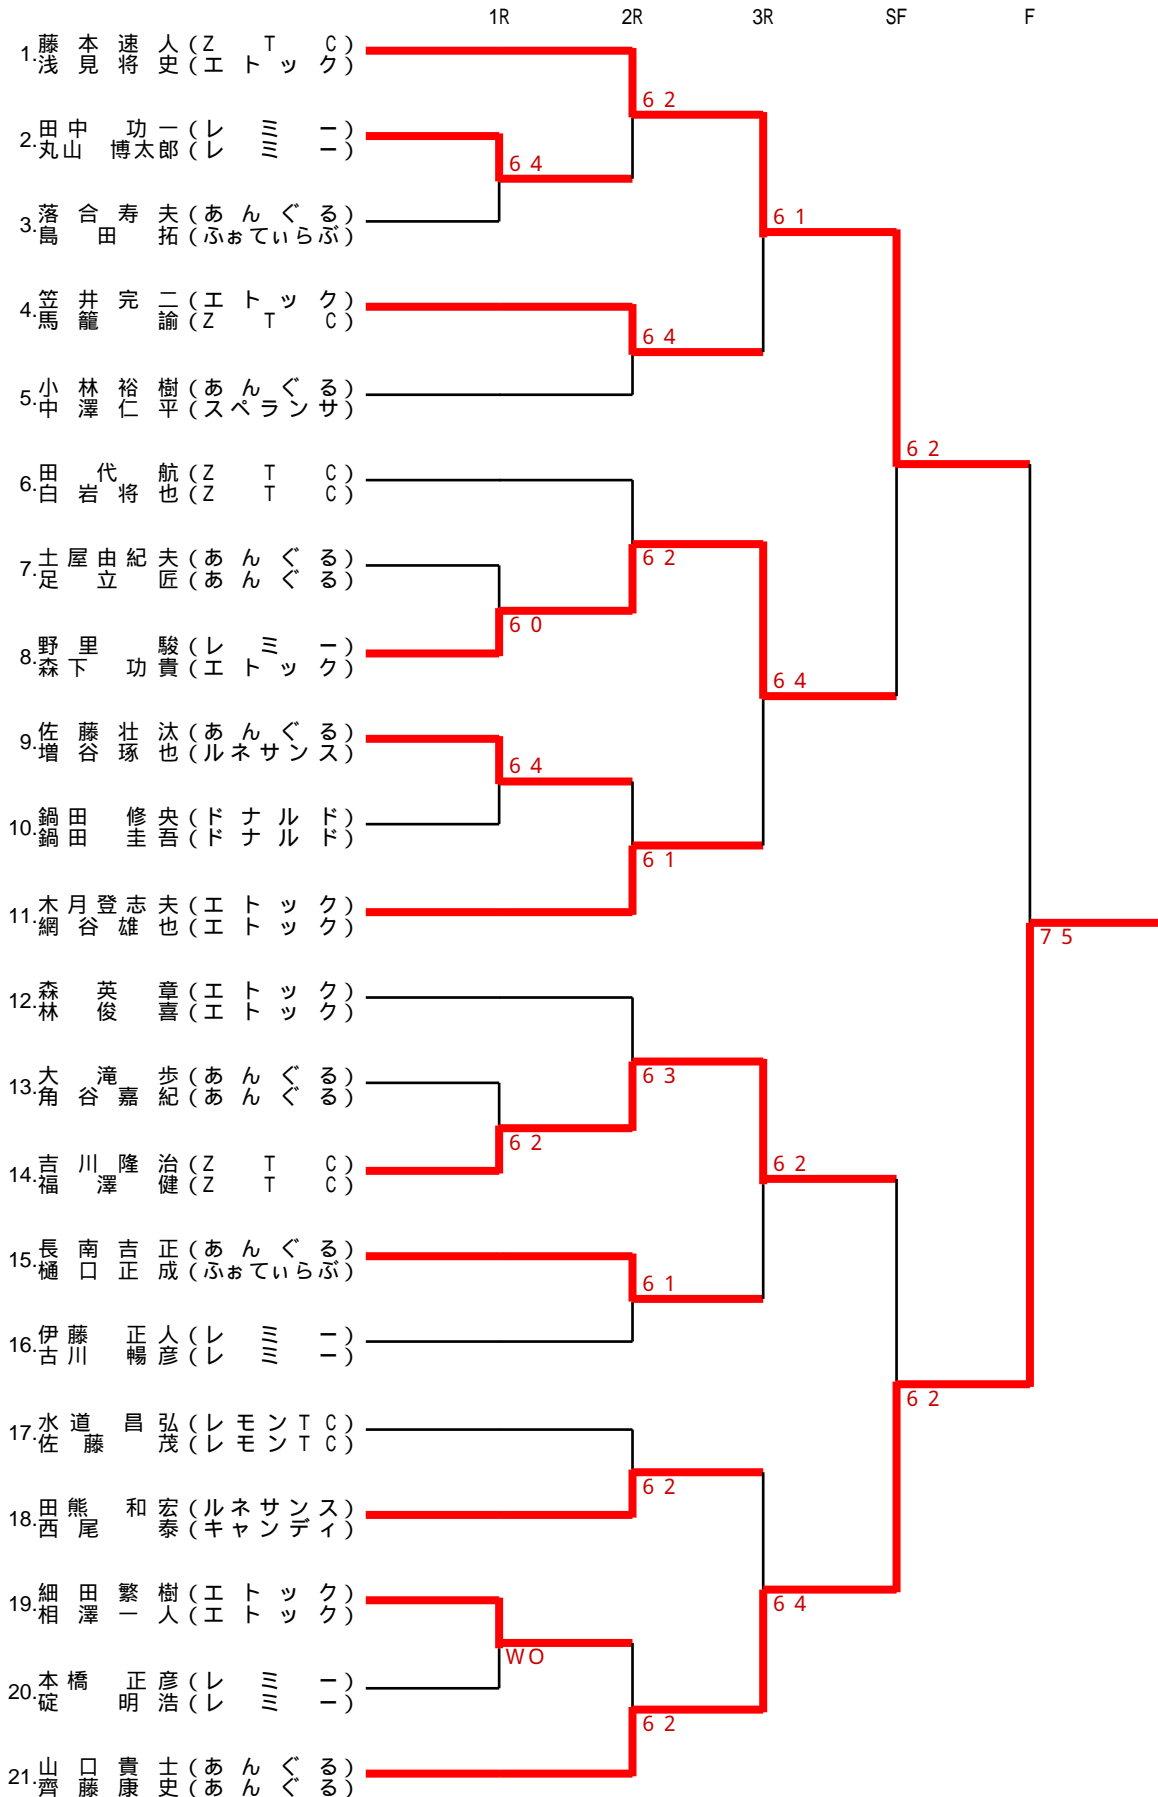 1R 2R 3R SF F
1. 藤本速人(ZTC)
浅見将史(エトック)
6 2
2. 田中功一(レミー)
丸山博太郎(レミー)
6 4
3. 落合寿夫(あんぐる)
島田拓(ふぉてぃらぶ)
6 1
4. 笠井完二(エトック)
馬籠諭(ZTC)
6 4
5. 小林裕樹(あんぐる)
中澤仁平(スペランサ)
6 2
6. 田代航(ZTC)
白岩将也(ZTC)
6 2
7. 土屋由紀夫(あんぐる)
足立匠(あんぐる)
6 0
8. 野里駿(レミー)
森下功貴(エトック)
6 4
9. 佐藤壮汰(あんぐる)
増谷琢也(ルネサンス)
6 4
10. 鍋田修央(ドナルド)
鍋田圭吾(ドナルド)
6 1
11. 木月登志夫(エトック)
網谷雄也(エトック)
7 5
12. 森英章(エトック)
林俊喜(エトック)
6 3
13. 大滝歩(あんぐる)
角谷嘉紀(あんぐる)
6 2
14. 吉川隆治(ZTC)
福澤健(ZTC)
6 2
15. 長南吉正(あんぐる)
樋口正成(ふぉてぃらぶ)
6 1
16. 伊藤正人(レミー)
古川暢彦(レミー)
6 2
17. 水道昌弘(レモンTC)
佐藤茂(レモンTC)
6 2
18. 田熊和宏(ルネサンス)
西尾泰(キャンディ)
19. 細田繁樹(エトック)
相澤一人(エトック)
6 4
WO
20. 本橋正彦(レミー)
碇明浩(レミー)
6 2
21. 山口貴士(あんぐる)
齊藤康史(あんぐる)